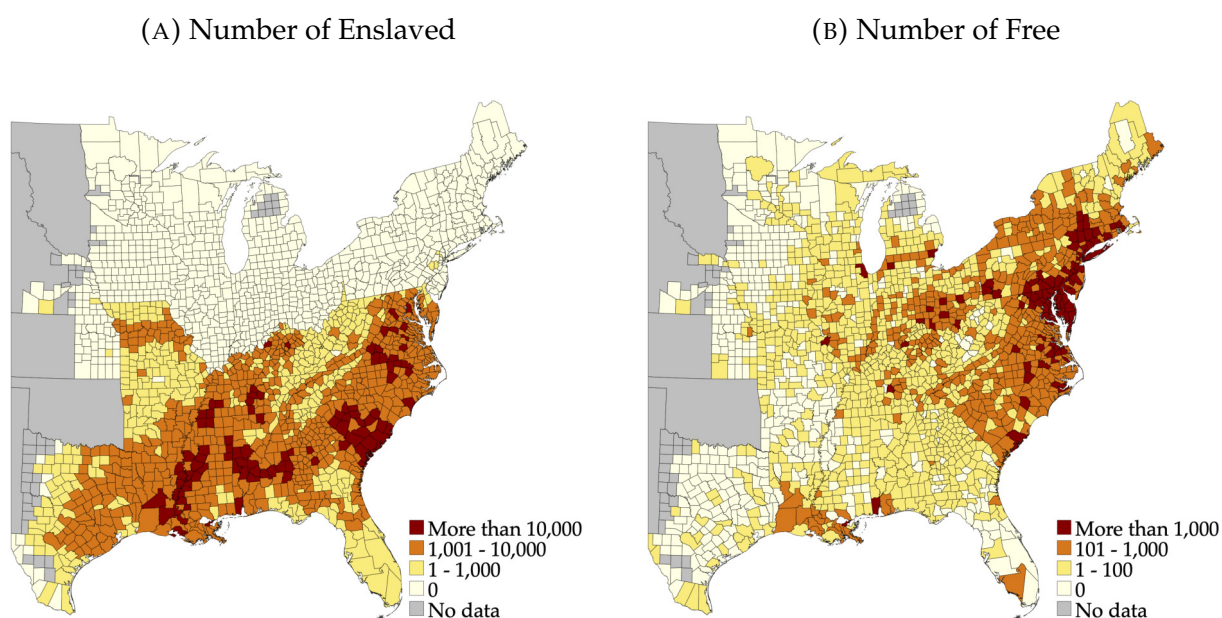 (A) Number of Enslaved
(B) Number of Free
More than 10,000
1,001 - 10,000
1 - 1,000
0
No data
More than 1,000
101 - 1,000
1 - 100
0
No data